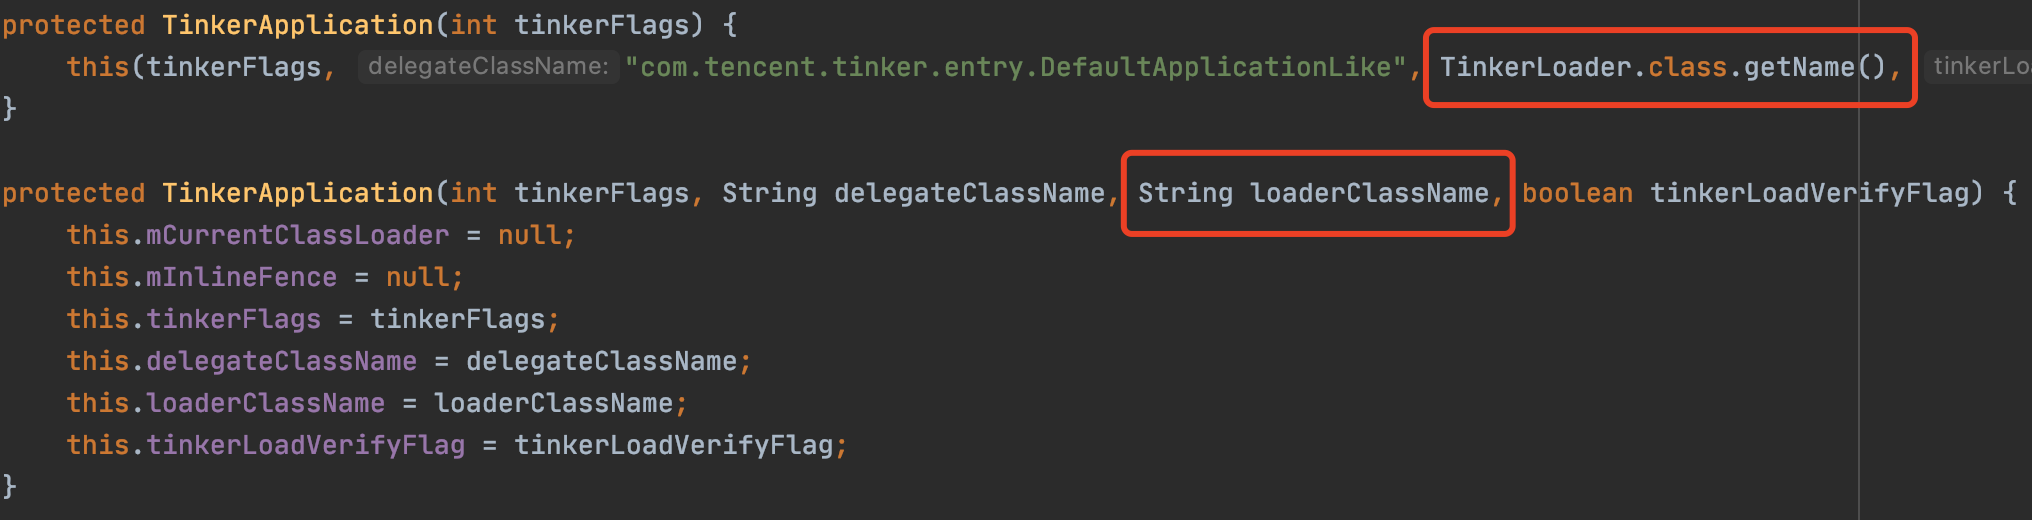 protected TinkerApplication(int tinkerFlags) {
this(tinkerFlags, delegateClassName: "com.tencent.tinker.entry.DefaultApplicationLike", TinkerLoader.class.getName(),
}
protected TinkerApplication(int tinkerFlags, String delegateClassName, String loaderClassName, boolean tinkerLoadVerifyFlag) {
this.mCurrentClassLoader = null;
this.mInlineFence = null;
this.tinkerFlags = tinkerFlags;
this.delegateClassName = delegateClassName;
this.loaderClassName = loaderClassName;
this.tinkerLoadVerifyFlag = tinkerLoadVerifyFlag;
}